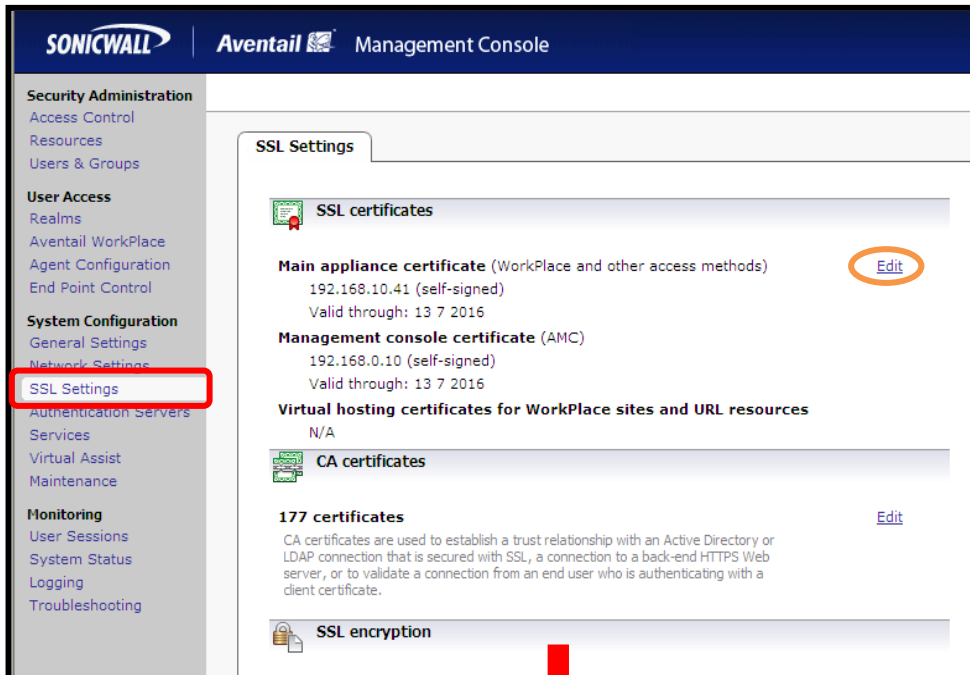 SONICWALL Aventail Management Console
Security Administration
Access Control
Resources
Users & Groups
User Access
Realms
Aventail WorkPlace
Agent Configuration
End Point Control
System Configuration
General Settings
Network Settings
SSL Settings
Authentication Servers
Services
Virtual Assist
Maintenance
Monitoring
User Sessions
System Status
Logging
Troubleshooting
SSL Settings
SSL certificates
Main appliance certificate (WorkPlace and other access methods) Edit
192.168.10.41 (self-signed)
Valid through: 13 7 2016
Management console certificate (AMC)
192.168.0.10 (self-signed)
Valid through: 13 7 2016
Virtual hosting certificates for WorkPlace sites and URL resources
N/A
CA certificates
177 certificates Edit
CA certificates are used to establish a trust relationship with an Active Directory or
LDAP connection that is secured with SSL, a connection to a back-end HTTPS Web
server, or to validate a connection from an end user who is authenticating with a
client certificate.
SSL encryption